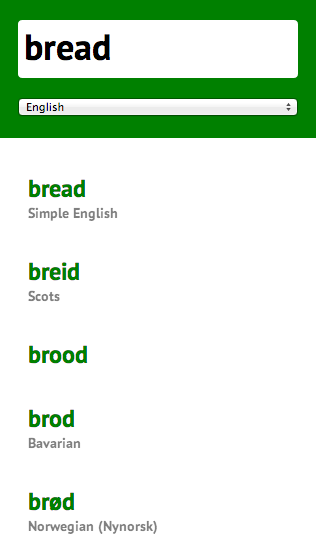 bread
English
bread
Simple English
breid
Scots
brood
brod
Bavarian
brød
Norwegian (Nynorsk)